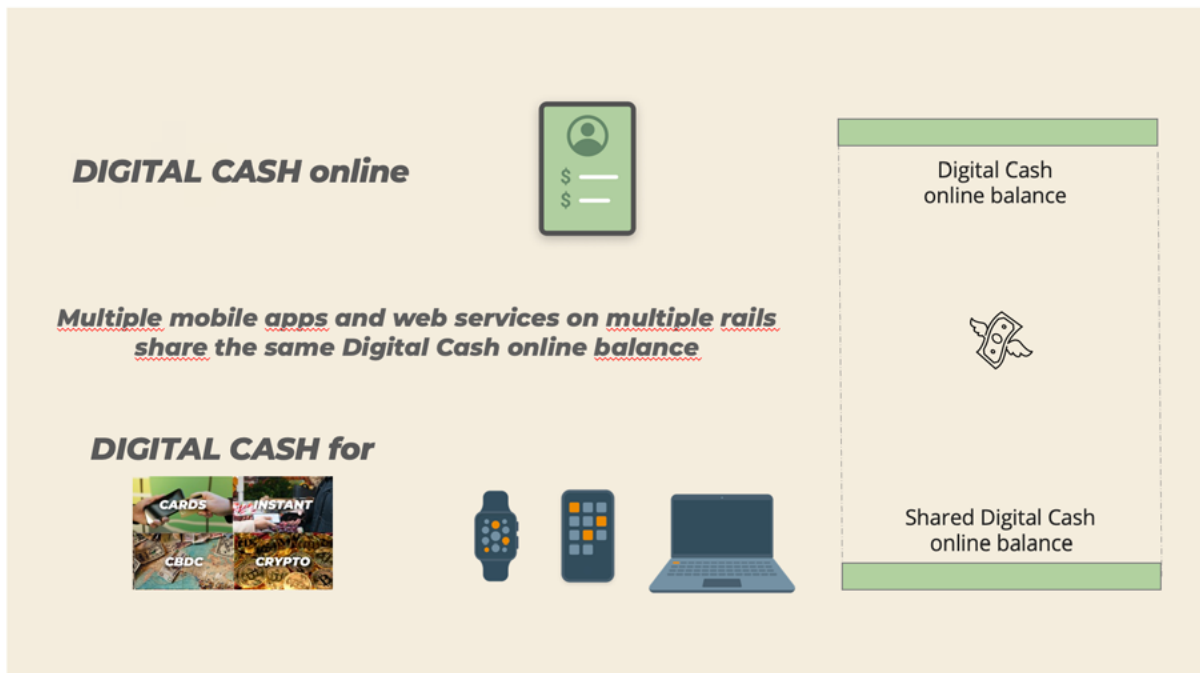 DIGITAL CASH online
$
$
Digital Cash
online balance
Multiple mobile apps and web services on multiple rails
share the same Digital Cash online balance
DIGITAL CASH for
CARDS
INSTANT
CBDC
CRYPTO
Shared Digital Cash
online balance